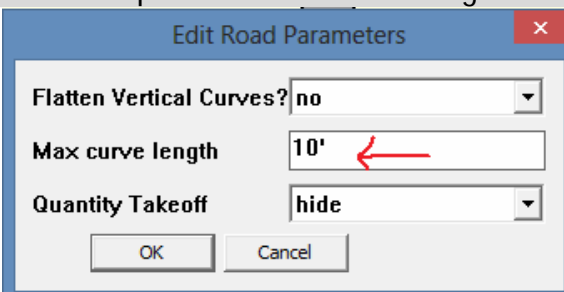 Edit Road Parameters
Flatten Vertical Curves? no
Max curve length 10'
Quantity Takeoff hide
OK Cancel